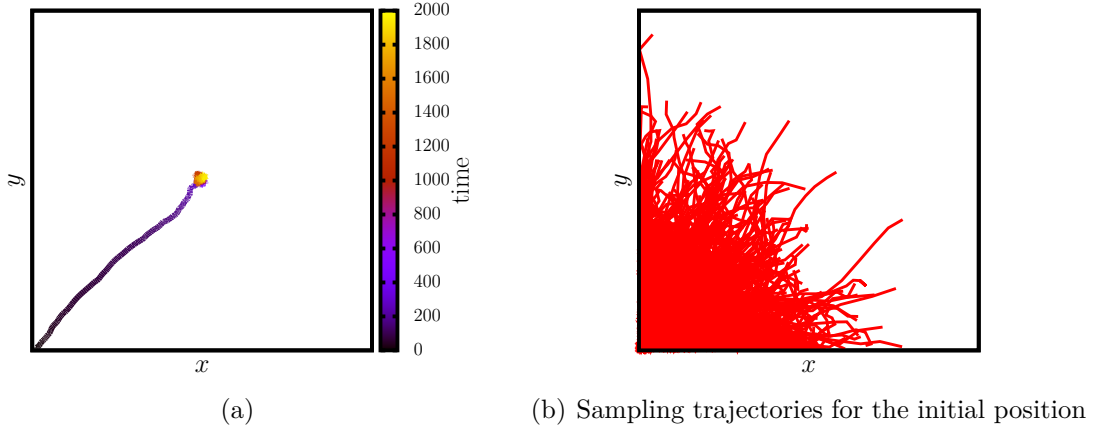 2000
1800
1600
1400
1200
1000
800
600
400
200
0
time
y
x
y
x
(a)
(b) Sampling trajectories for the initial position